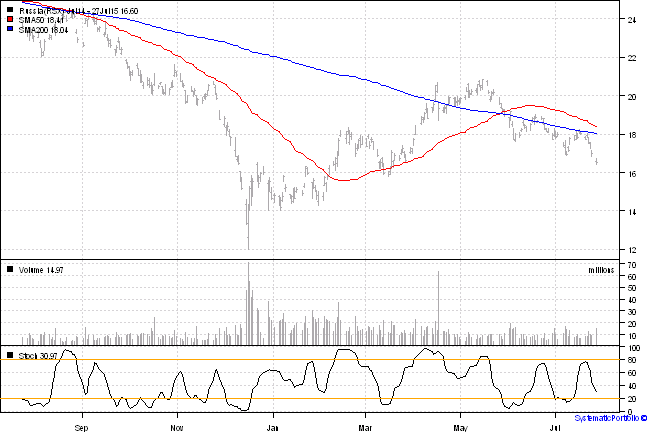 Russia (RSX) Jul14 - 27Jul15 16.60
SMA50 18.41
SMA200 18.04
24
22
20
18
16
14
12
Volume 14.97
millions
70
60
50
40
30
20
10
Stoch 30.97
100
80
60
40
20
0
Sep Nov Jan Mar May Jul
SystematicPortfolio ©